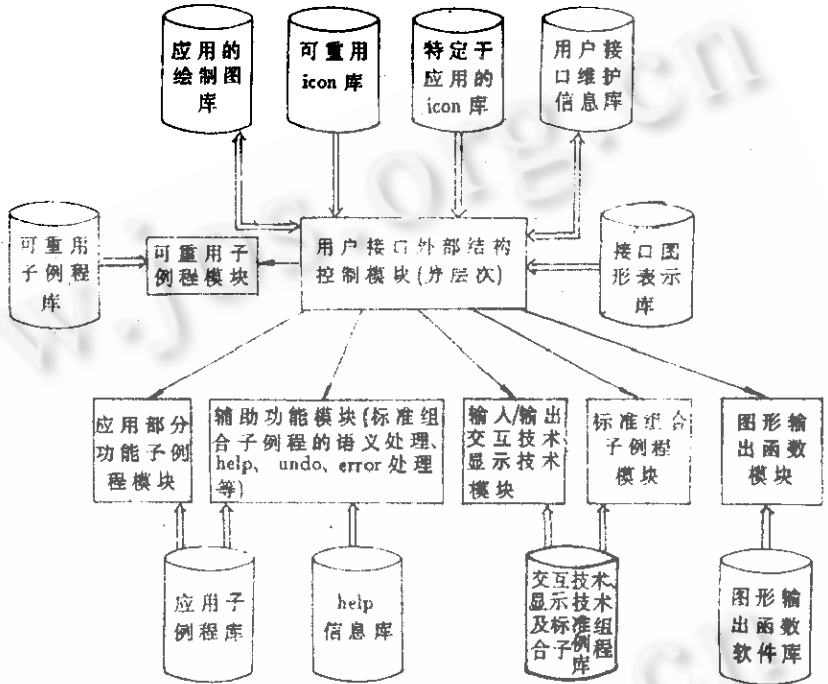 应用的
绘制图
库
可重用
icon 库
特定于
应用的
icon 库
用户接
口维护
信息库
可重用
子例程
库
可重用子
例程模块
用户接口外部结构
控制模块(分层次)
接口图
形表示
库
应用部分
功能子例
程模块
辅助功能模块(标准组
合子例程的语义处理、
help、undo、error 处理
等)
输入/输出
交互技术
显示技术
模块
标准组合
子例程
模块
图形输
出函数
模块
应用子
例程库
help
信息库
交互技术、
显示技术
及标准组
合子例程
库
图形输
出函数
软件库
w.jos.org.cn